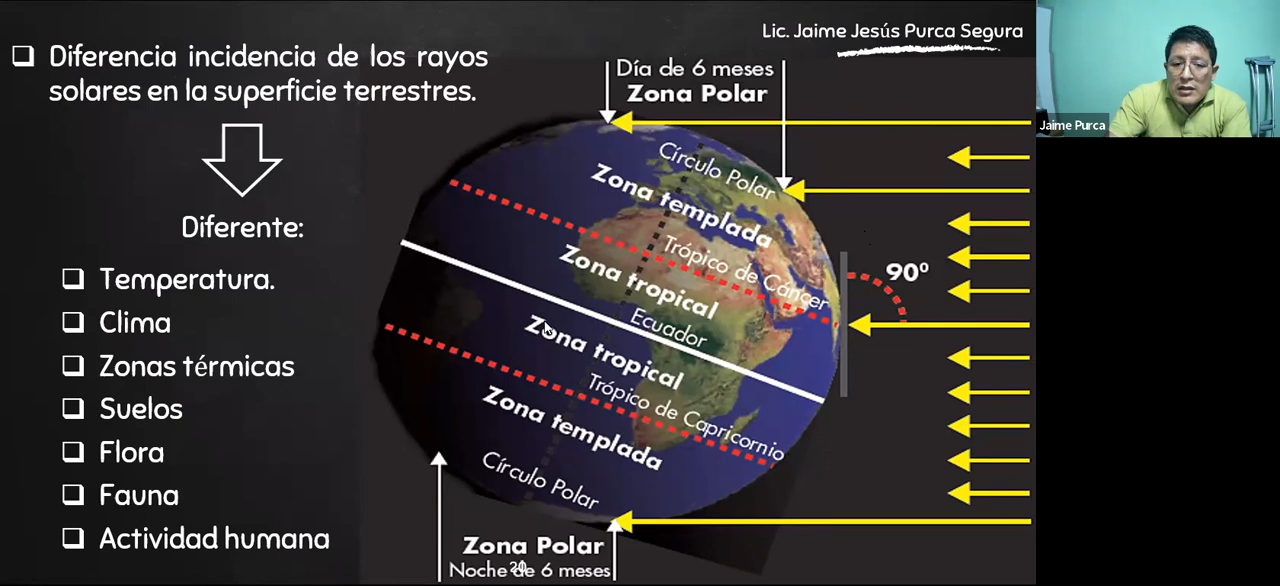 Lic. Jaime Jesús Purca Segura
Diferencia incidencia de los rayos
solares en la superficie terrestres.
Diferente:
Temperatura.
Clima
Zonas térmicas
Suelos
Flora
Fauna
Actividad humana
Día de 6 meses
Zona Polar
Círculo Polar
Zona templada
Trópico de Cáncer
Zona tropical
Ecuador
Zona tropical
Trópico de Capricornio
Zona templada
Círculo Polar
Zona Polar
Noche de 6 meses
20
90º
Jaime Purca